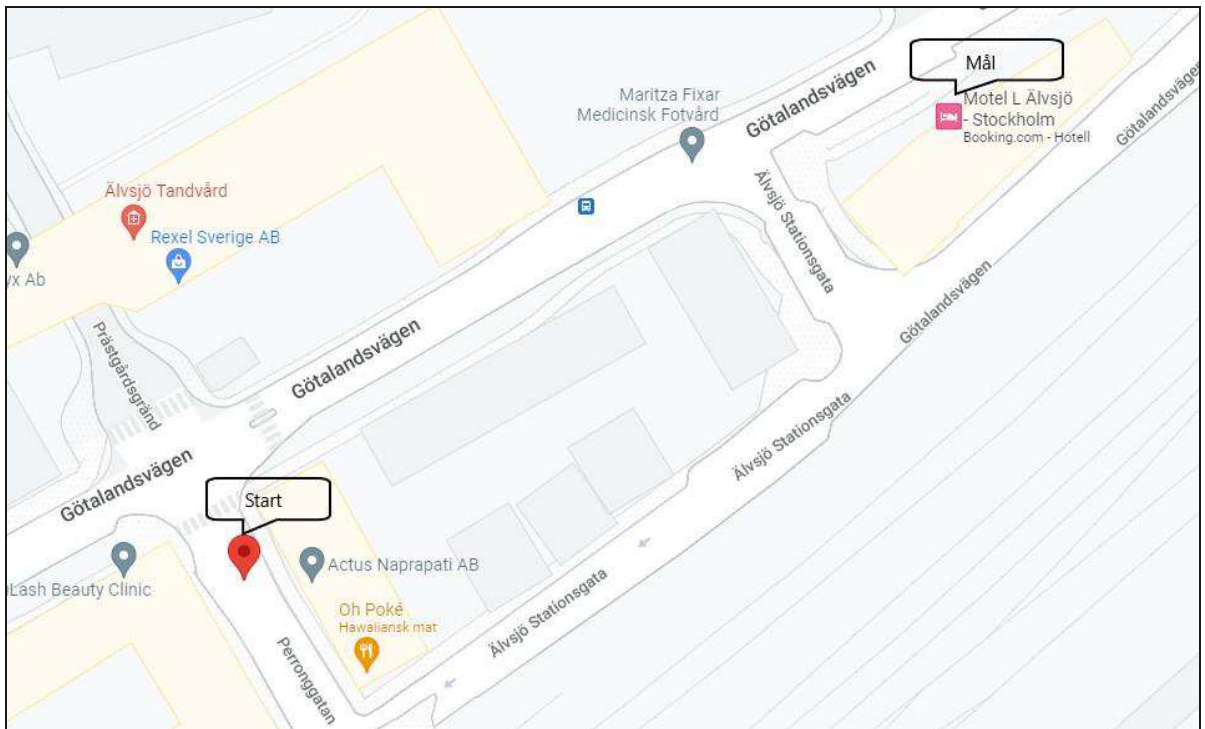 Mål
Götalandsvägen
Maritza Fixar
Medicinsk Fotvård
Motel L Älvsjö
- Stockholm
Booking.com - Hotell
Götalandsvägen
Älvsjö Tandvård
Rexel Sverige AB
Älvsjö Stationsgata
yx Ab
Götalandsvägen
Prästgårdsgränd
Götalandsvägen
Älvsjö Stationsgata
Götalandsvägen
Start
Actus Naprapati AB
Lash Beauty Clinic
Oh Poké
Hawaiiansk mat
Älvsjö Stationsgata
Perronggatan